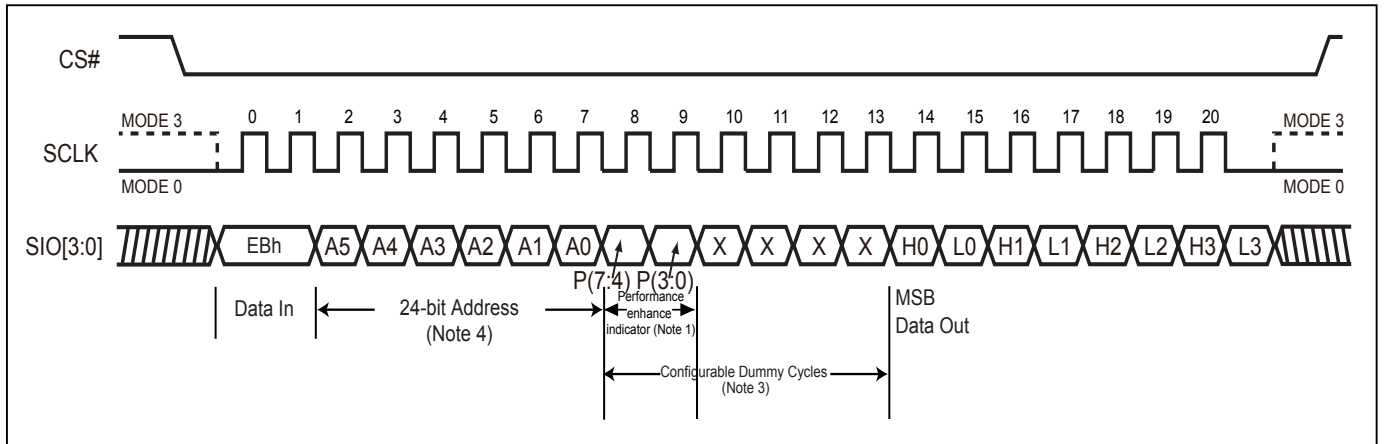 CS#
0 1 2 3 4 5 6 7 8 9 10 11 12 13 14 15 16 17 18 19 20
MODE 3 MODE 3
SCLK
MODE 0 MODE 0
SIO[3:0] EBh A5 A4 A3 A2 A1 A0 X X X X H0 L0 H1 L1 H2 L2 H3 L3
P(7:4) P(3:0)
Data In
24-bit Address
(Note 4)
Performance
enhance
indicator (Note 1)
MSB
Data Out
Configurable Dummy Cycles
(Note 3)